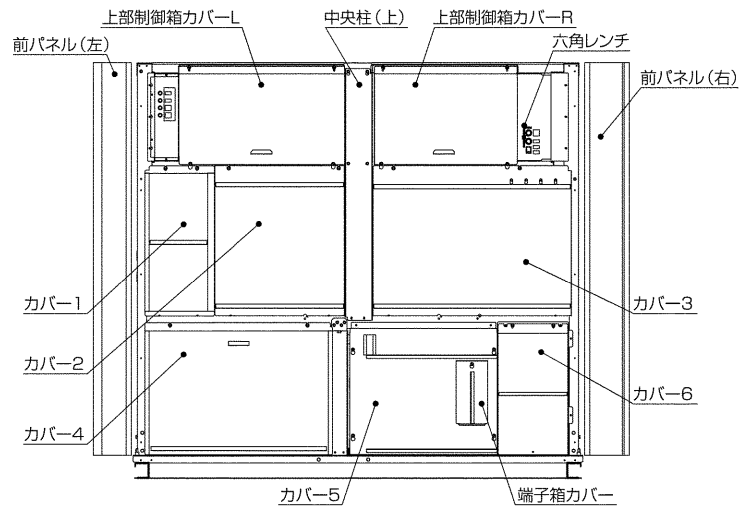 上部制御箱カバーL
中央柱（上）
上部制御箱カバーR
前パネル（左）
六角レンチ
前パネル（右）
カバー1
カバー3
カバー2
カバー6
カバー4
カバー5
端子箱カバー